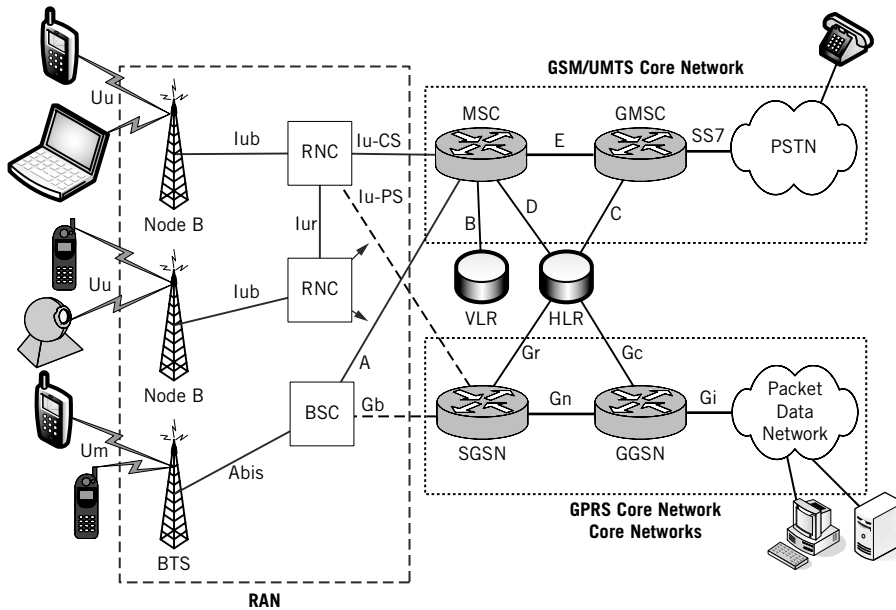 GSM/UMTS Core Network
Uu
MSC
GMSC
Iub
RNC
Iu-CS
E
SS7
PSTN
Node B
Iu-PS
Iur
B
D
C
Uu
Iub
RNC
VLR
HLR
Node B
A
Gr
Gc
Um
BSC
Gb
Gn
Gi
Packet
Data
Network
SGSN
GGSN
Abis
BTS
GPRS Core Network
Core Networks
RAN